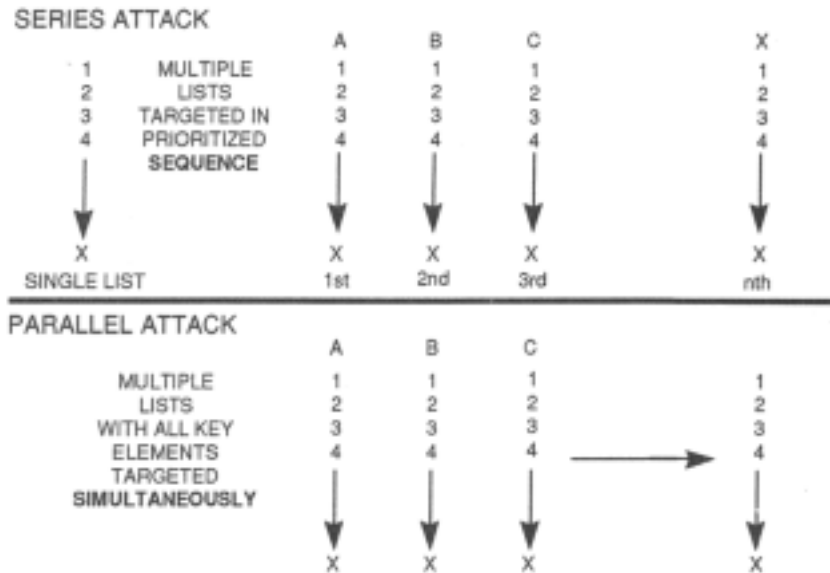 SERIES ATTACK
A B C X
1 MULTIPLE 1 1 1 1
2 LISTS 2 2 2 2
3 TARGETED IN 3 3 3 3
4 PRIORITIZED 4 4 4 4
SEQUENCE
X X X X X
SINGLE LIST 1st 2nd 3rd nth
PARALLEL ATTACK
A B C
MULTIPLE 1 1 1 1
LISTS 2 2 2 2
WITH ALL KEY 3 3 3 3
ELEMENTS 4 4 4 4
TARGETED
SIMULTANEOUSLY
X X X X